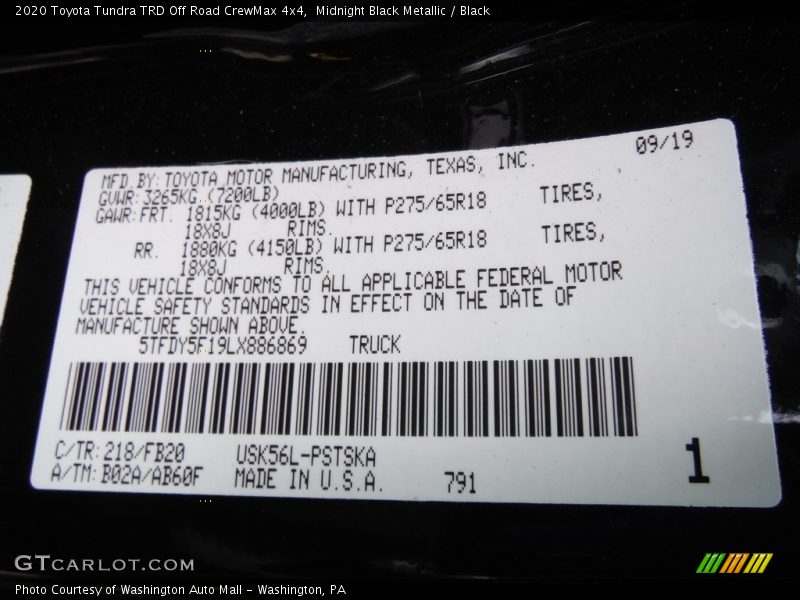 2020 Toyota Tundra TRD Off Road CrewMax 4x4,  Midnight Black Metallic / Black
09/19
MFD.BY:TOYOTA MOTOR MANUFACTURING, TEXAS, INC.
GVWR:3265KG (7200LB)
GAWR:FRT. 1815KG (4000LB) WITH P275/65R18 TIRES,
18X8J RIMS.
RR. 1880KG (4150LB) WITH P275/65R18 TIRES,
18X8J RIMS.
THIS VEHICLE CONFORMS TO ALL APPLICABLE FEDERAL MOTOR
VEHICLE SAFETY STANDARDS IN EFFECT ON THE DATE OF
MANUFACTURE SHOWN ABOVE.
5TFDY5F19LX886869 TRUCK
C/TR:218/FB20 USK56L-PSTSKA
A/TM:B02A/AB60F MADE IN U.S.A. 791
1
GTCARLOT.COM
Photo Courtesy of Washington Auto Mall - Washington, PA